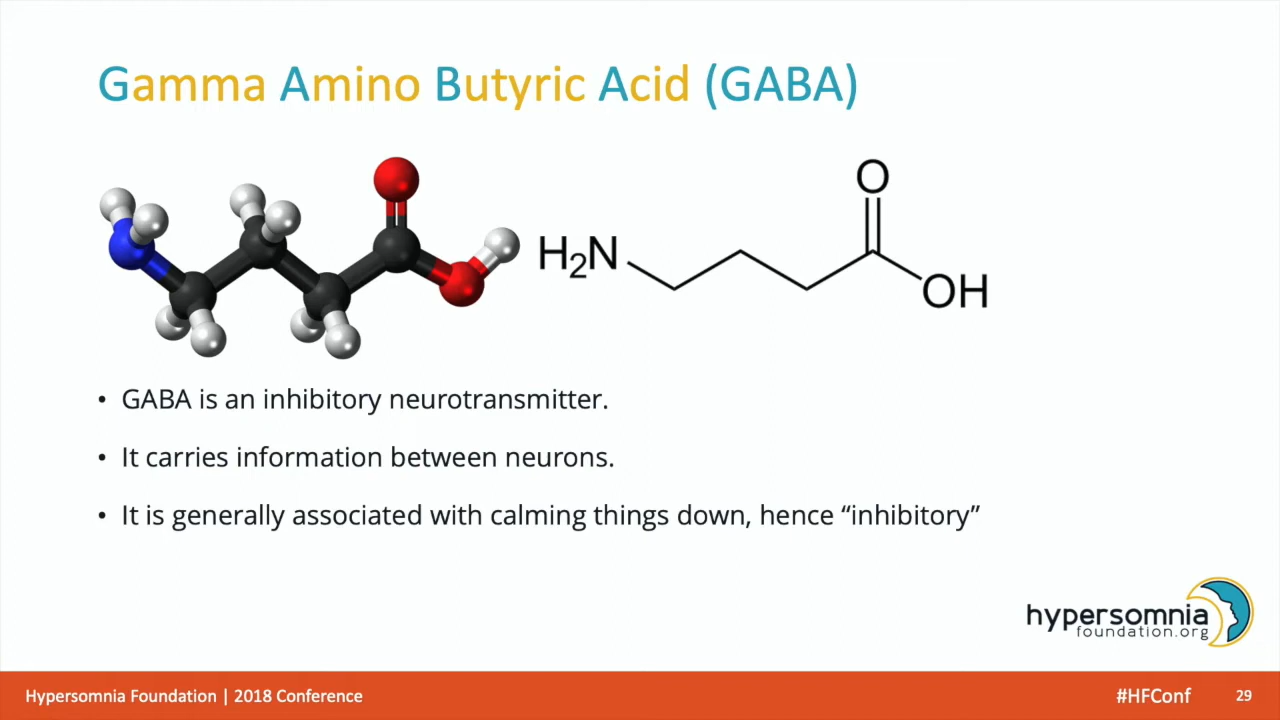 Gamma Amino Butyric Acid (GABA)
O
H₂N
OH
• GABA is an inhibitory neurotransmitter.
• It carries information between neurons.
• It is generally associated with calming things down, hence “inhibitory”
hypersomnia
foundation.org
Hypersomnia Foundation | 2018 Conference
#HFConf
29